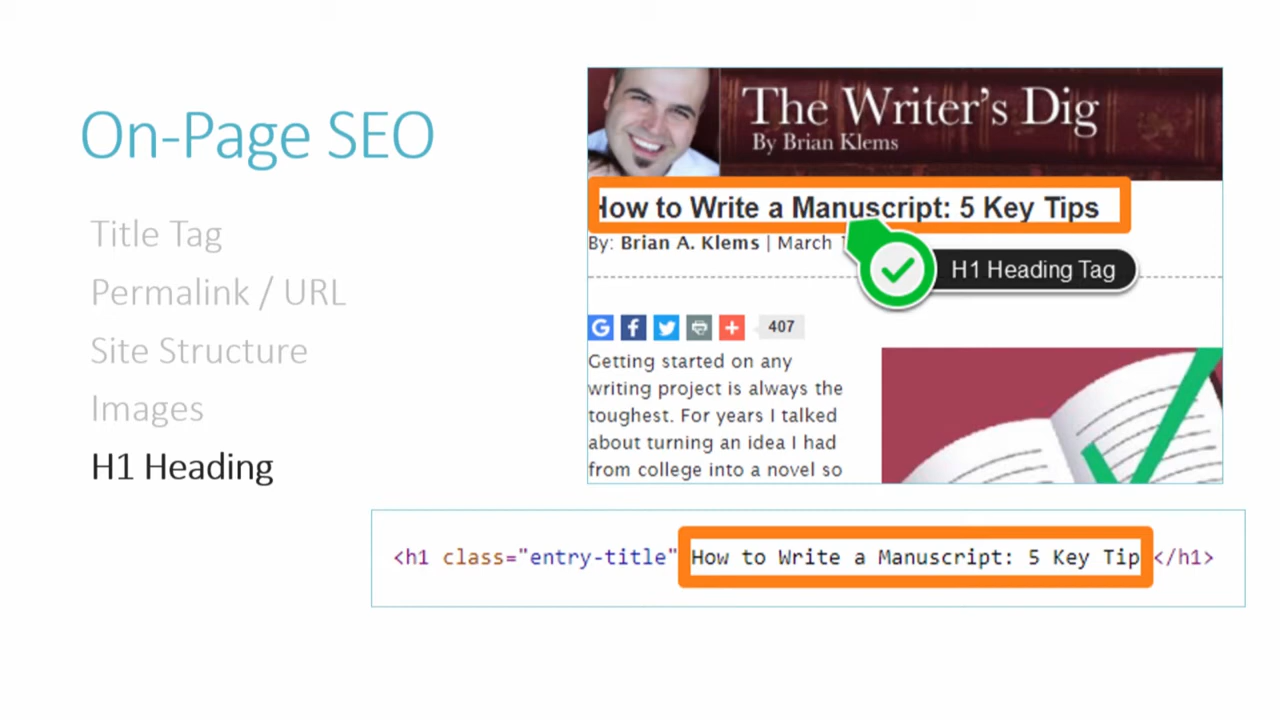 On-Page SEO
Title Tag
Permalink / URL
Site Structure
Images
H1 Heading
The Writer's Dig
By Brian Klems
How to Write a Manuscript: 5 Key Tips
By: Brian A. Klems | March
H1 Heading Tag
407
Getting started on any
writing project is always the
toughest. For years I talked
about turning an idea I had
from college into a novel so
<h1 class="entry-title" How to Write a Manuscript: 5 Key Tip </h1>